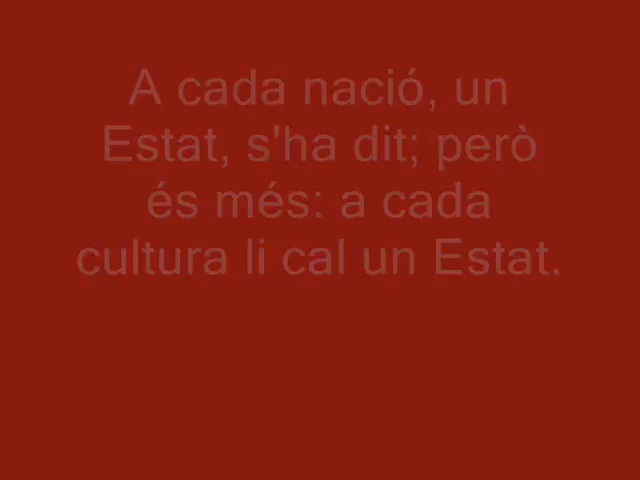 A cada nació, un
Estat, s'ha dit; però
és més: a cada
cultura li cal un Estat.